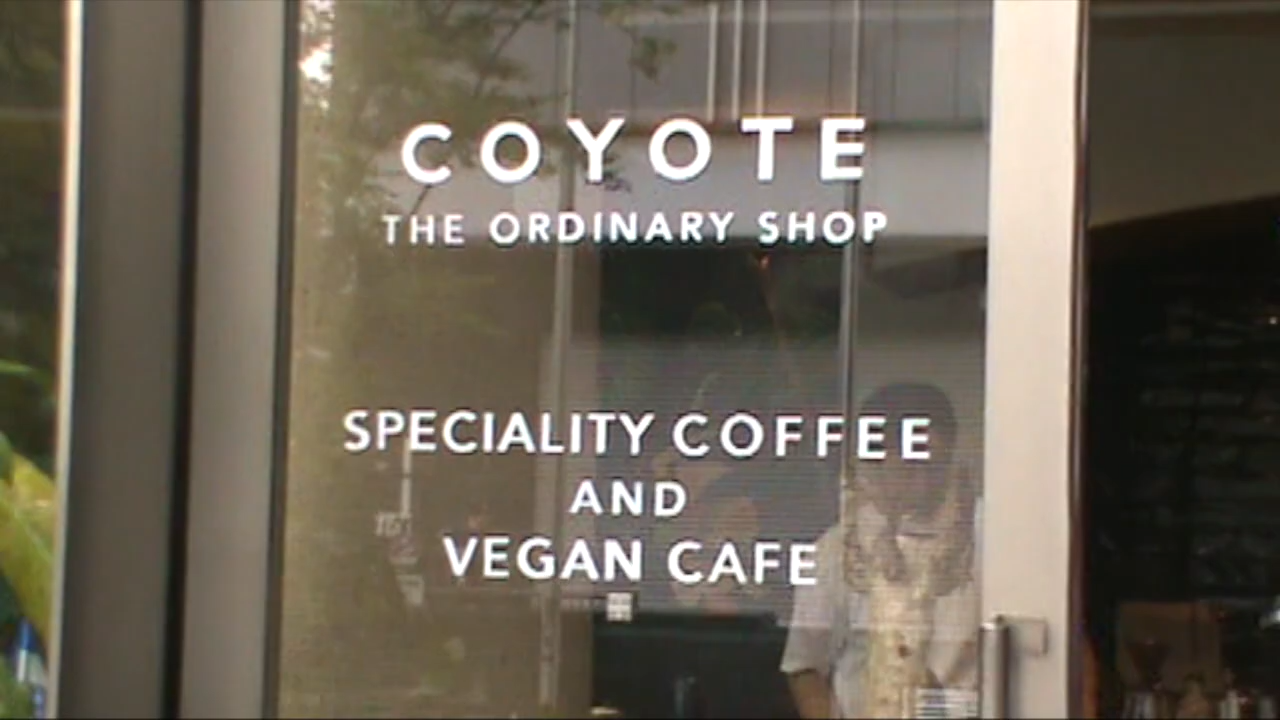 COYOTE
THE ORDINARY SHOP
SPECIALITY COFFEE
AND
VEGAN CAFE